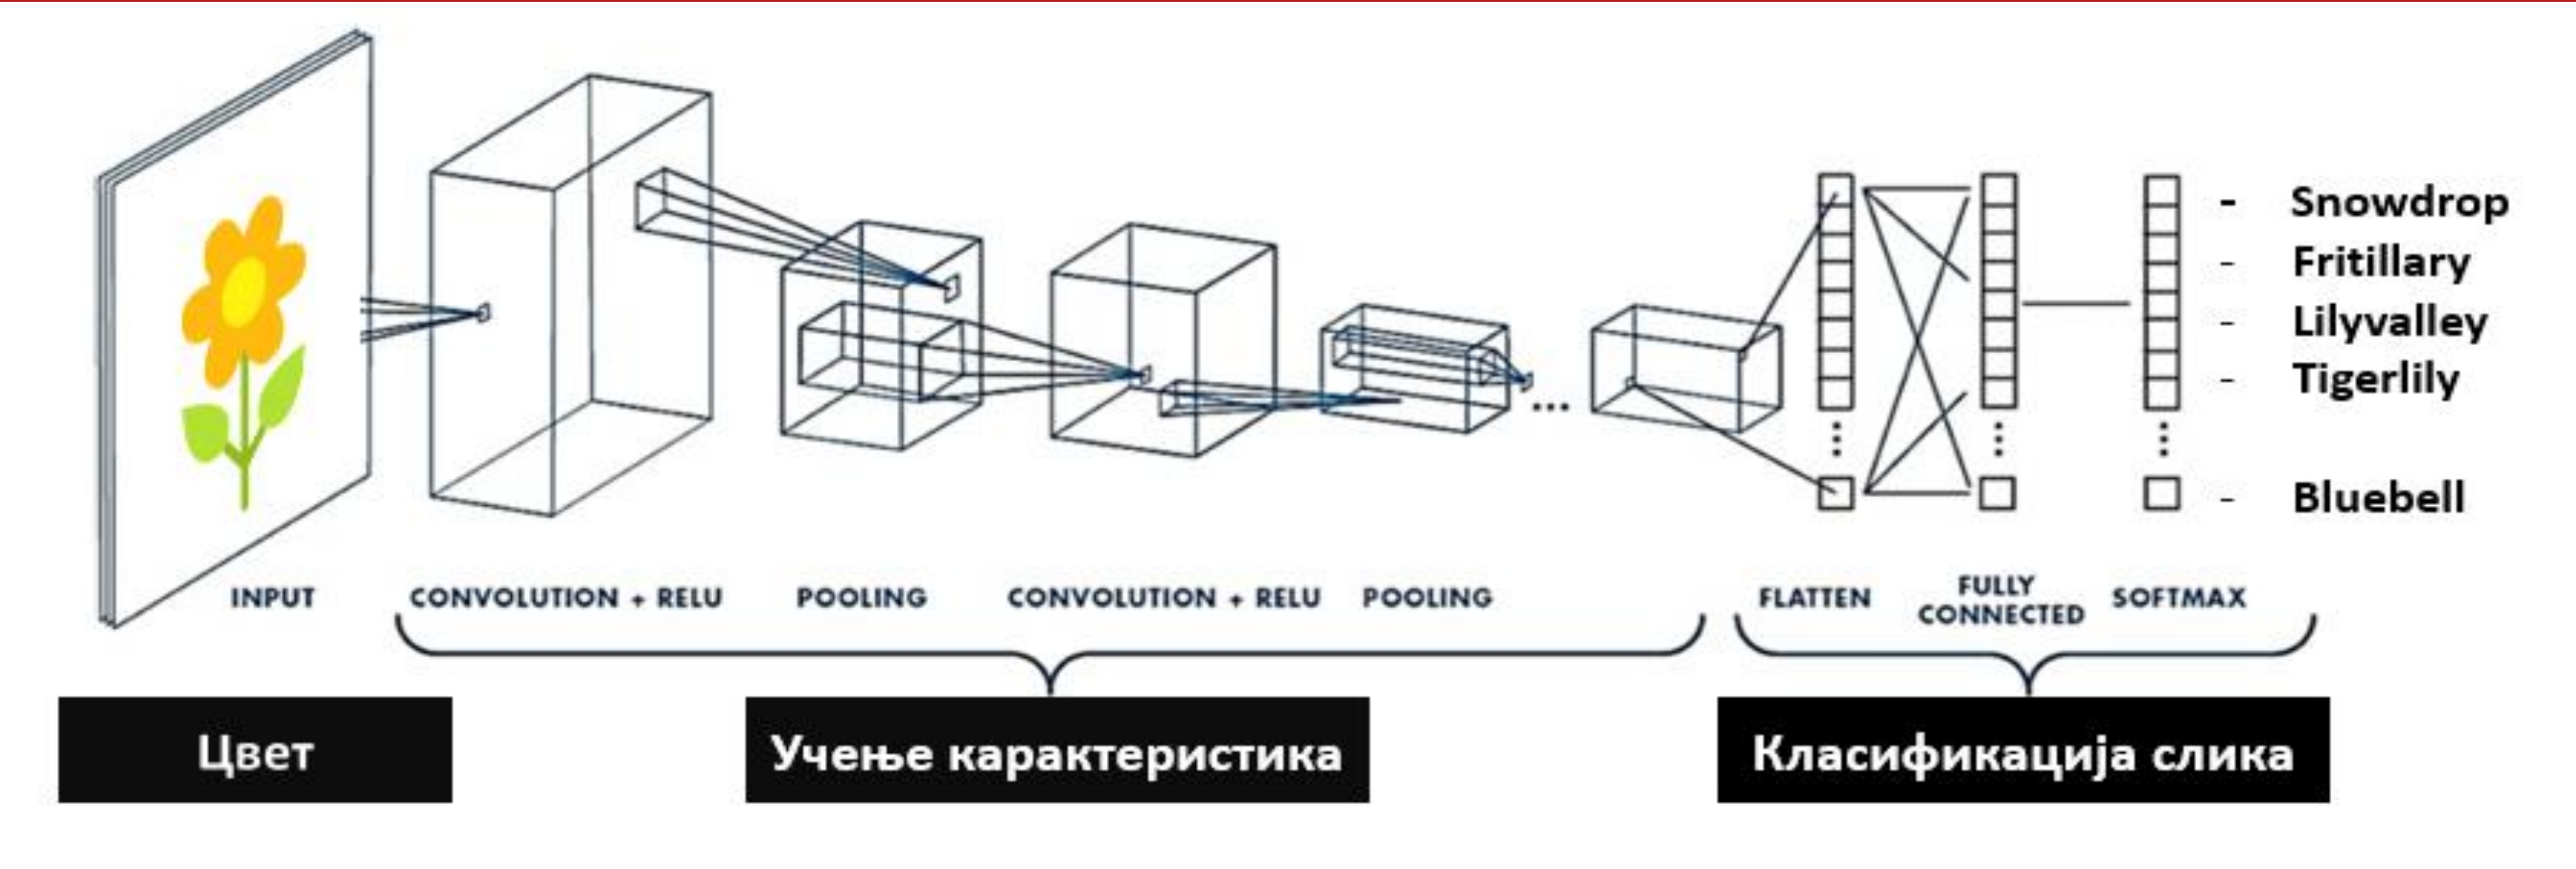 - Snowdrop
- Fritillary
- Lilyvalley
- Tigerlily
- Bluebell
INPUT
CONVOLUTION + RELU
POOLING
CONVOLUTION + RELU
POOLING
...
FLATTEN
FULLY
CONNECTED
SOFTMAX
Цвет
Учење карактеристика
Класификација слика